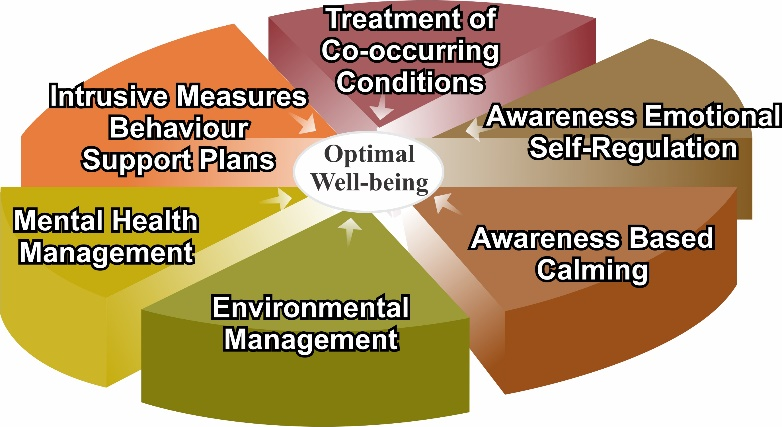 Treatment of
Co-occurring
Conditions
Intrusive Measures
Behaviour
Support Plans
Awareness Emotional
Self-Regulation
Optimal
Well-being
Mental Health
Management
Awareness Based
Calming
Environmental
Management